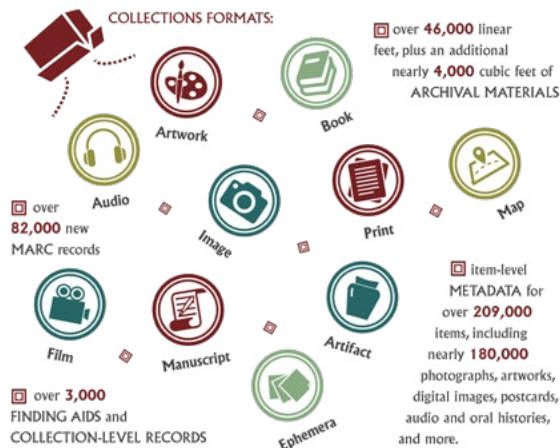 COLLECTIONS FORMATS:
over 46,000 linear
feet, plus an additional
nearly 4,000 cubic feet of
ARCHIVAL MATERIALS
Artwork
Book
Audio
Image
Print
Map
over
82,000 new
MARC records
Film
Manuscript
Artifact
item-level
METADATA for
over 209,000
items, including
nearly 180,000
photographs, artworks,
digital images, postcards,
audio and oral histories,
and more.
over 3,000
FINDING AIDS and
COLLECTION-LEVEL RECORDS
Ephemera